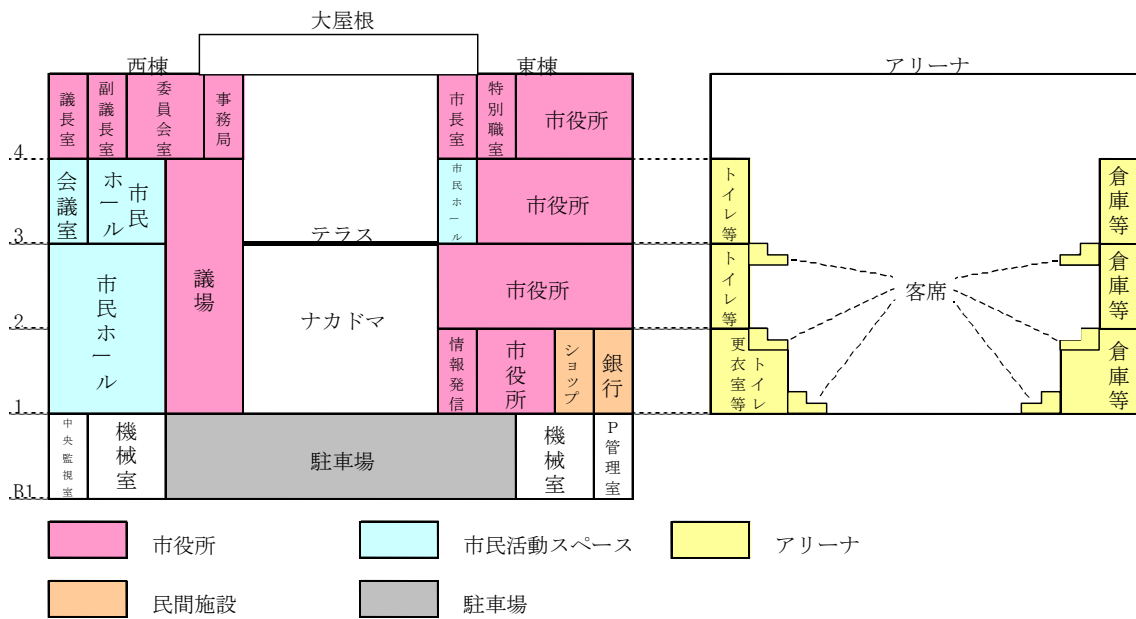 大屋根
西棟
東棟
アリーナ
議長室
副議長室
委員会室
事務局
市長室
特別職室
市役所
4
会議室
市民
ホール
市民ホール
市役所
トイレ等
倉庫等
3
テラス
市民ホール
議場
ナカドマ
市役所
トイレ等
倉庫等
客席
2
情報発信
市役所
ショップ
銀行
トイレ
更衣室等
倉庫等
1
中央監視室
機械室
駐車場
機械室
P管理室
B1
市役所
市民活動スペース
アリーナ
民間施設
駐車場